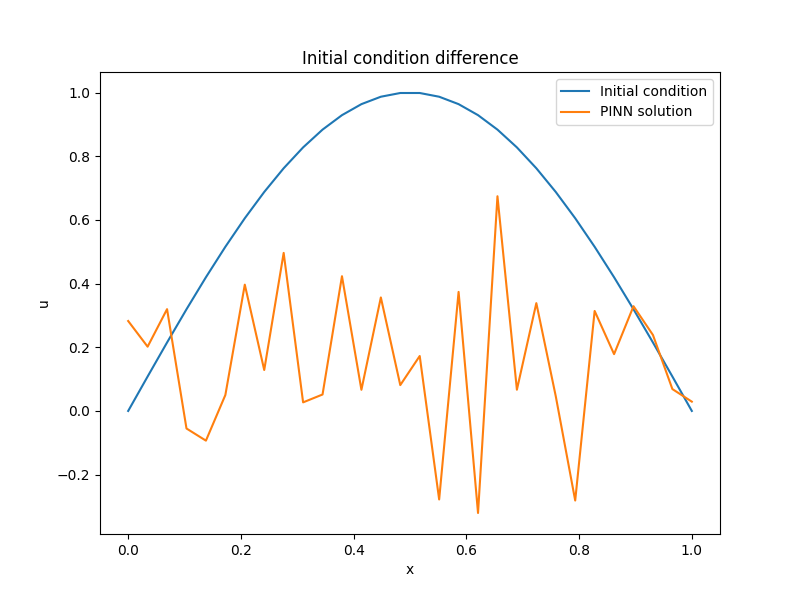 Initial condition difference
Initial condition
PINN solution
1.0
0.8
0.6
0.4
0.2
0.0
−0.2
u
0.0 0.2 0.4 0.6 0.8 1.0
x